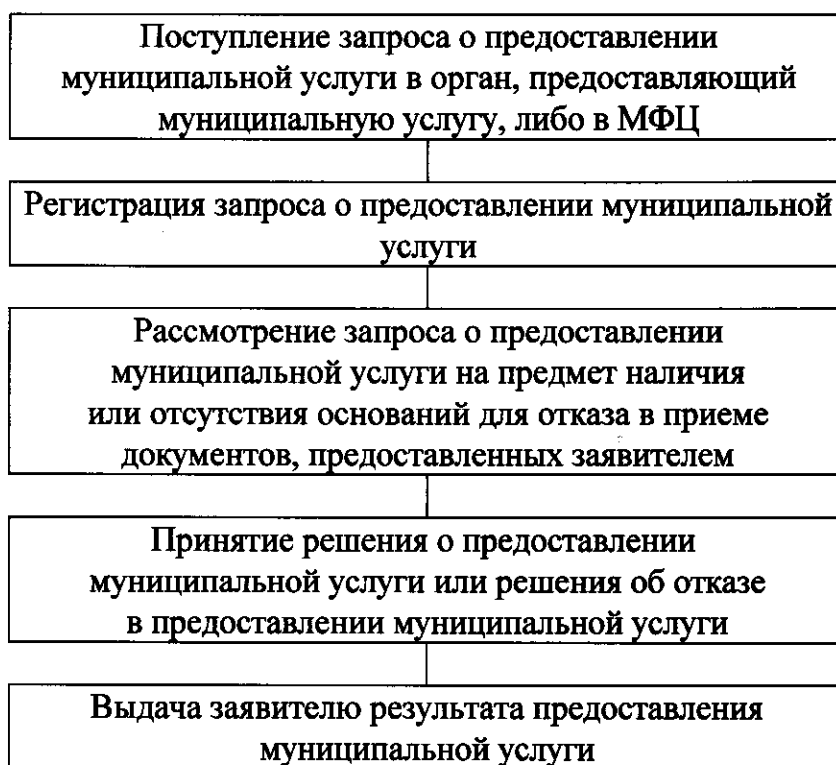 Поступление запроса о предоставлении
муниципальной услуги в орган, предоставляющий
муниципальную услугу, либо в МФЦ
Регистрация запроса о предоставлении муниципальной
услуги
Рассмотрение запроса о предоставлении
муниципальной услуги на предмет наличия
или отсутствия оснований для отказа в приеме
документов, предоставленных заявителем
Принятие решения о предоставлении
муниципальной услуги или решения об отказе
в предоставлении муниципальной услуги
Выдача заявителю результата предоставления
муниципальной услуги